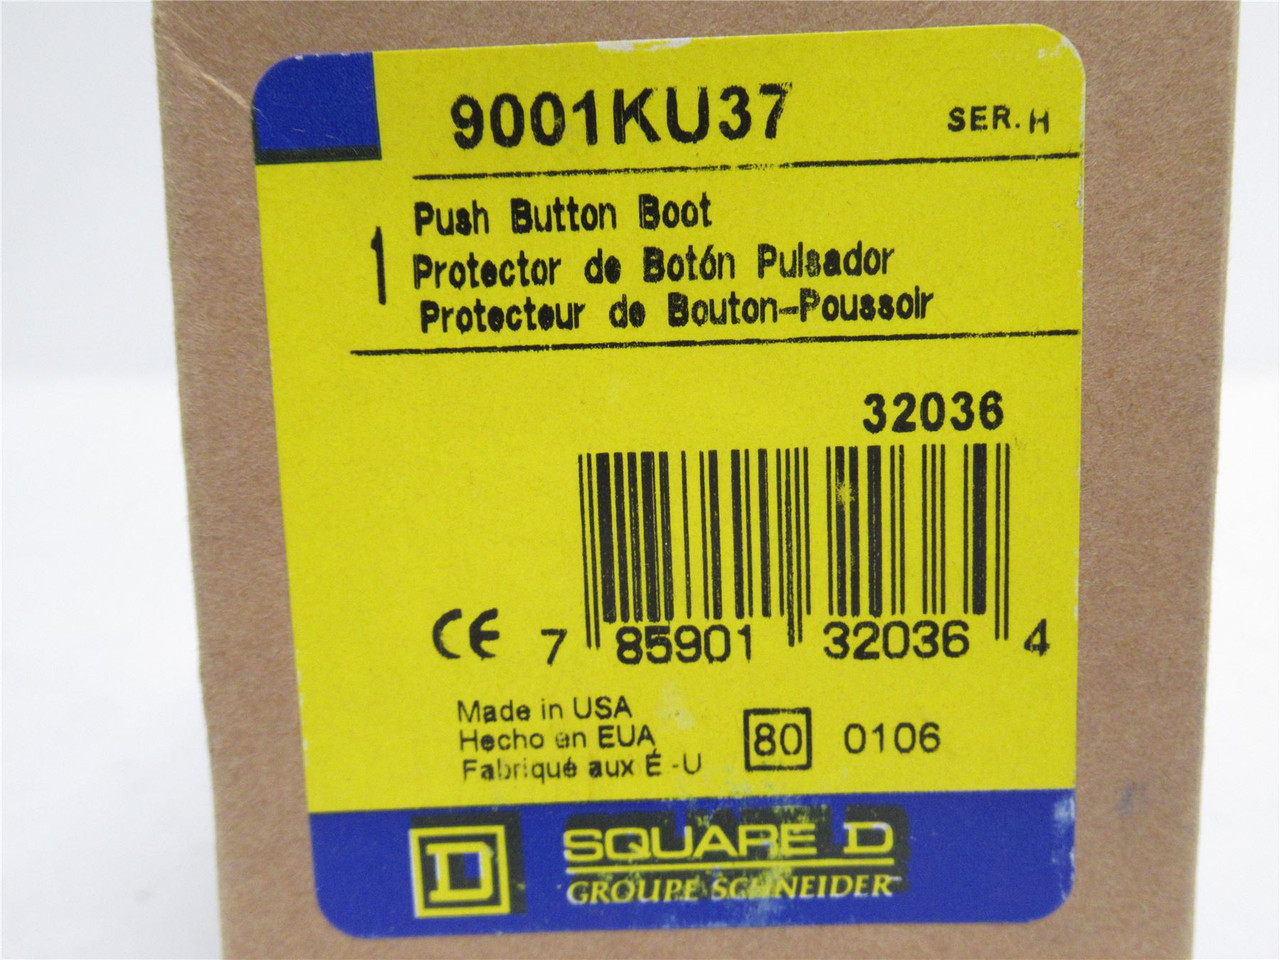 9001KU37 SER. H
1
Push Button Boot
Protector de Botón Pulsador
Protecteur de Bouton-Poussoir
32036
CE 7 85901 32036 4
Made in USA
Hecho en EUA
Fabriqué aux É-U
80 0106
D SQUARE D
GROUPE SCHNEIDER